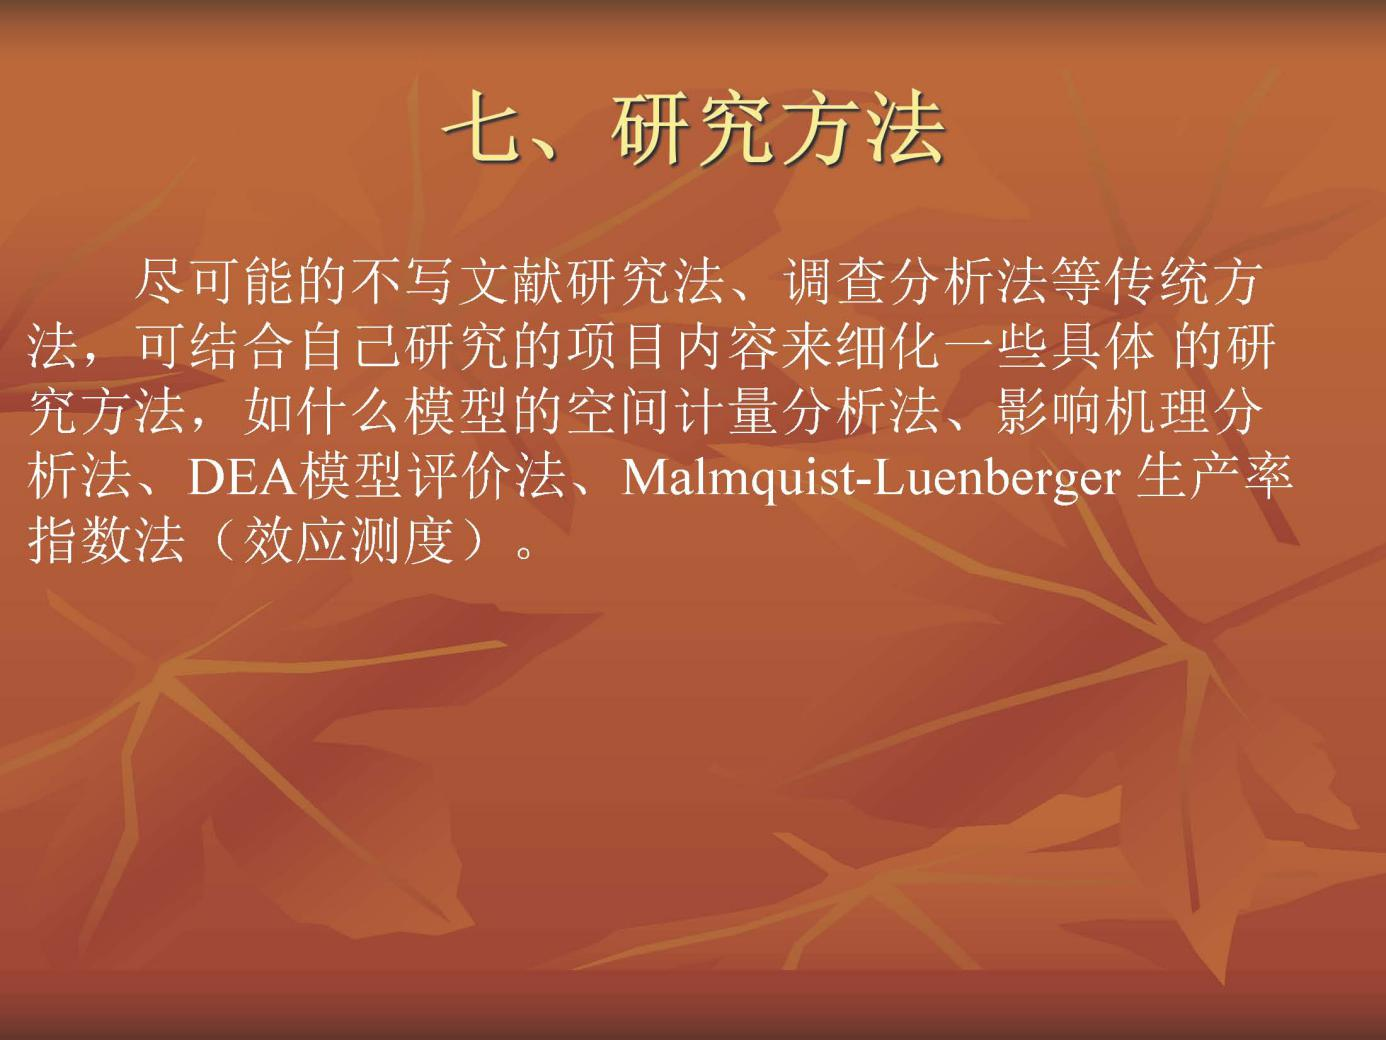 七、研究方法
尽可能的不写文献研究法、调查分析法等传统方
法，可结合自己研究的项目内容来细化一些具体 的研
究方法，如什么模型的空间计量分析法、影响机理分
析法、DEA模型评价法、Malmquist-Luenberger 生产率
指数法（效应测度）。